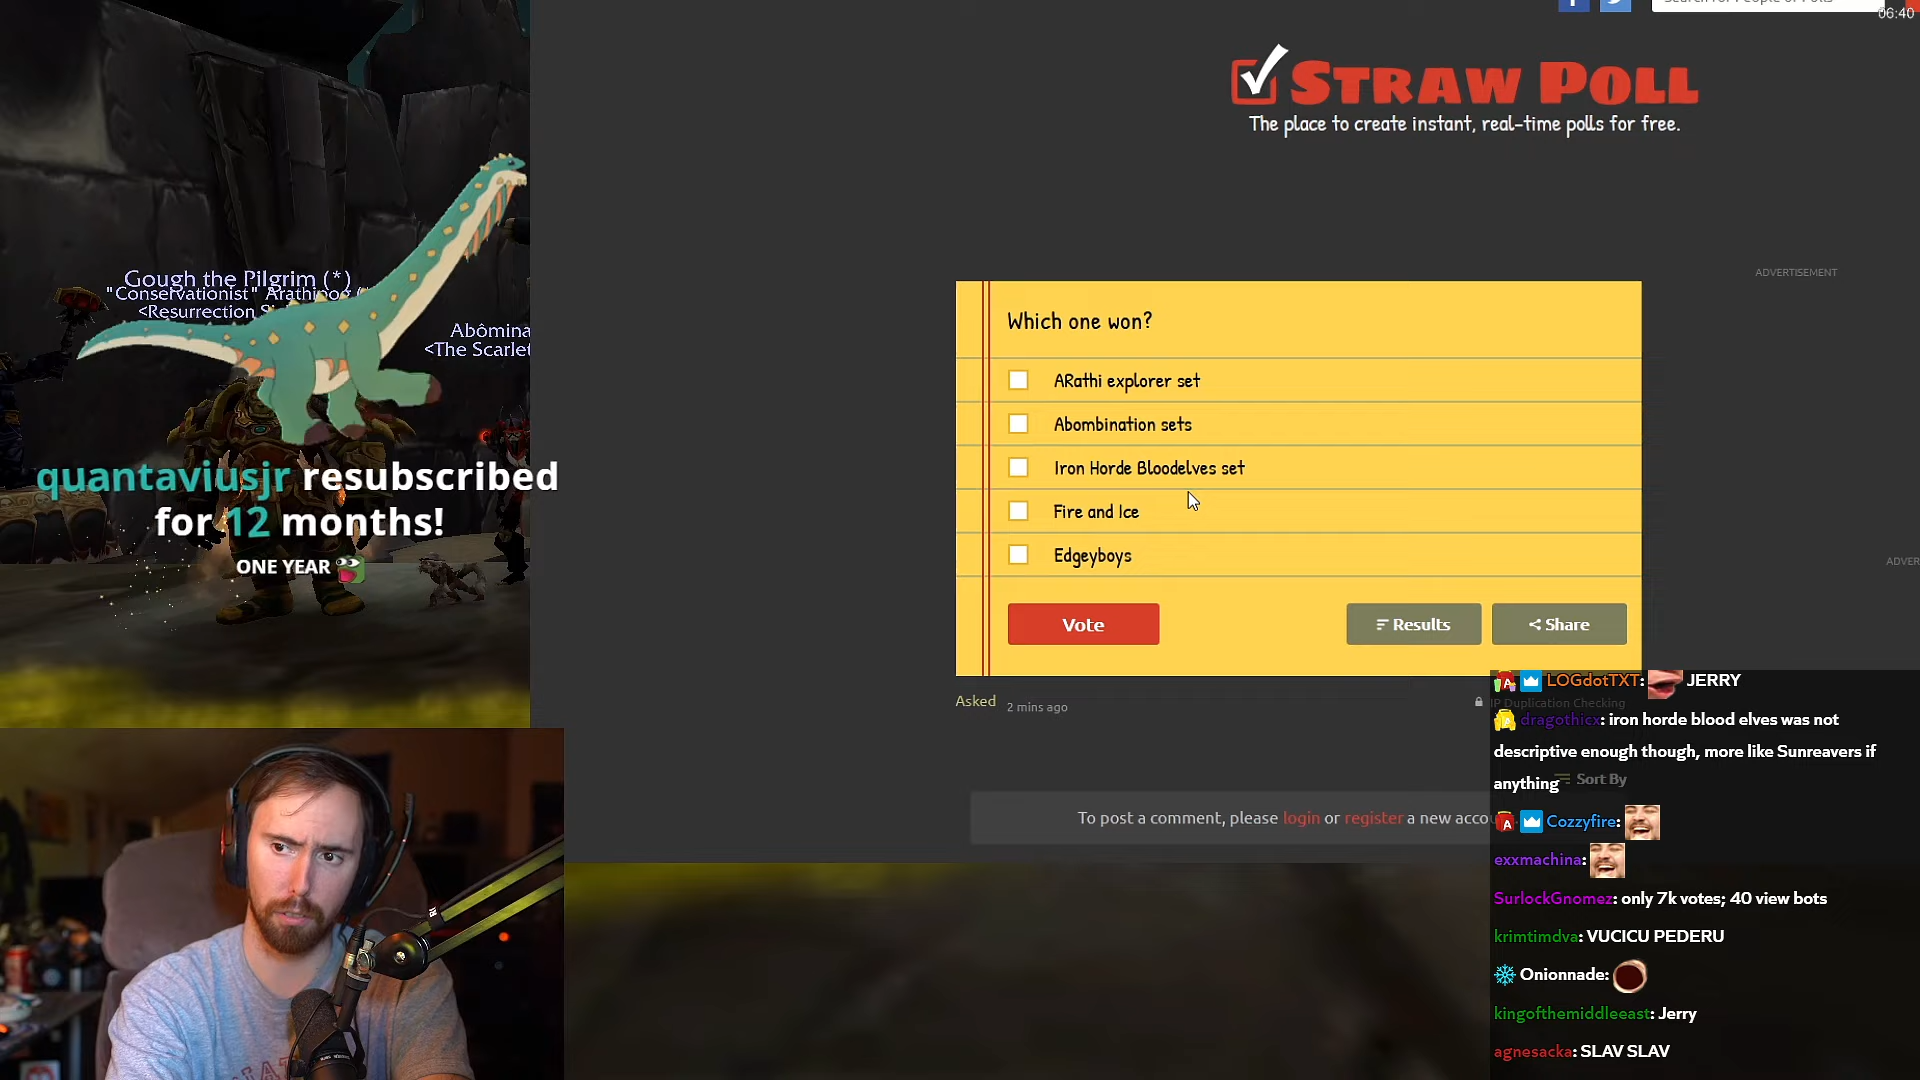 06:40
STRAW POLL
The place to create instant, real-time polls for free.
Gough the Pilgrim (*)
"Conservationist"
<Resurrection
Abômina
<The Scarlet
ADVERTISEMENT
Which one won?
ARathi explorer set
Abombination sets
Iron Horde Bloodelves set
Fire and Ice
Edgeyboys
Vote
Results
Share
ADVER
quantaviusjr resubscribed
for 12 months!
ONE YEAR
Asked 2 mins ago
IP Duplication Checking
Sort By
To post a comment, please login or register a new accou
LOGdotTXT: JERRY
dragothicx: iron horde blood elves was not
descriptive enough though, more like Sunreavers if
anything
Cozzyfire:
exxmachina:
SurlockGnomez: only 7k votes; 40 view bots
krimtimdva: VUCICU PEDERU
Onionnade:
kingofthemiddleeast: Jerry
agnesacka: SLAV SLAV